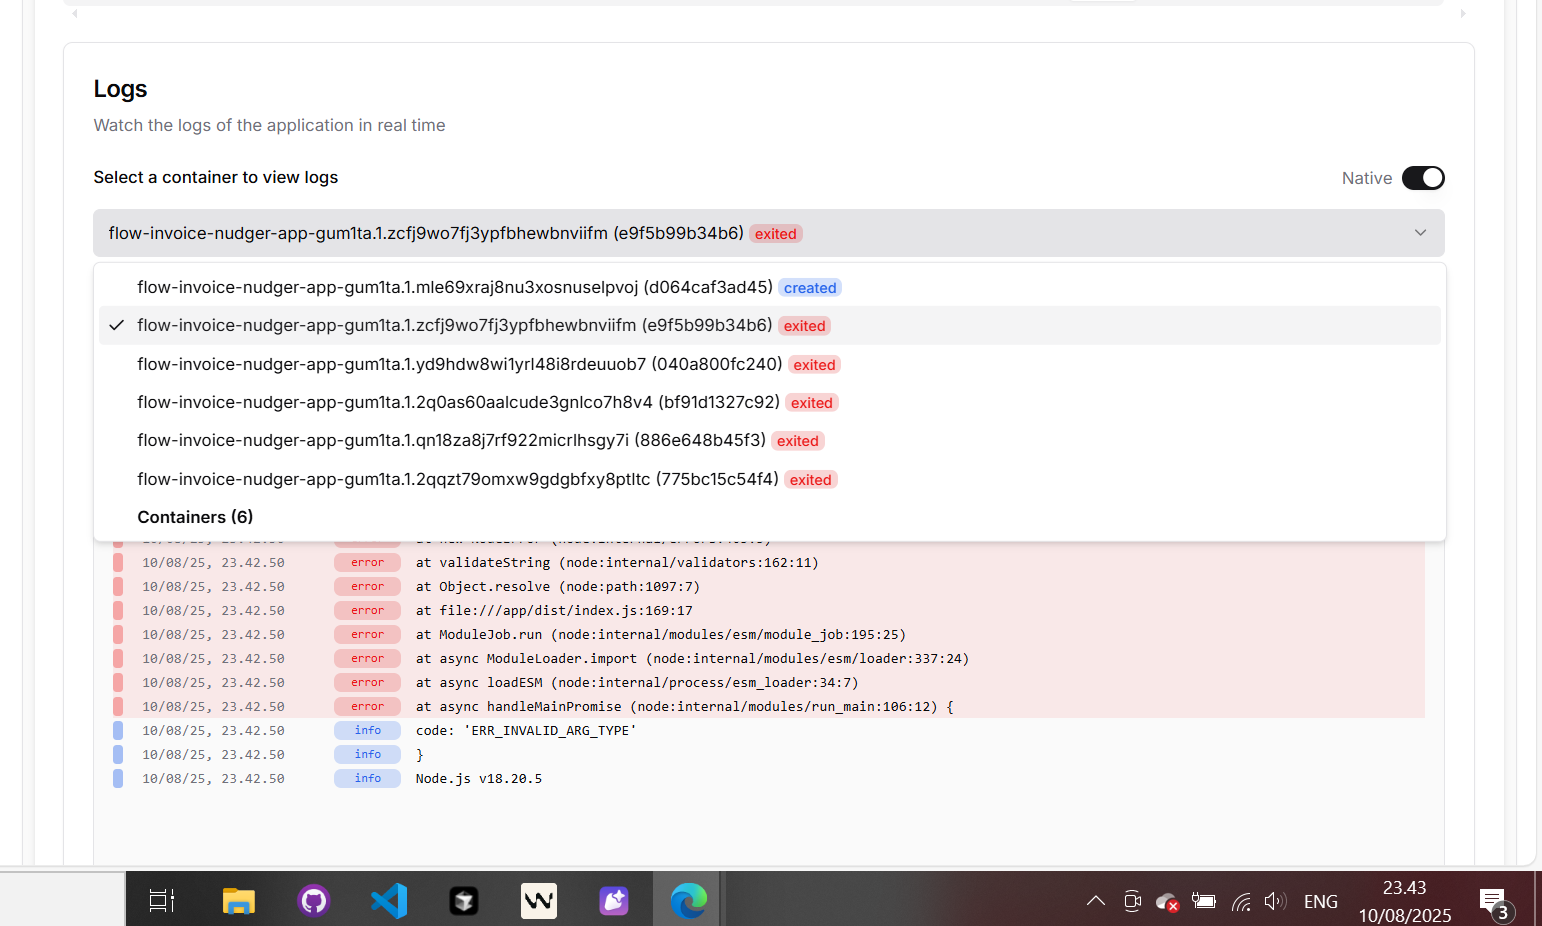 Logs
Watch the logs of the application in real time
Select a container to view logs
Native
flow-invoice-nudger-app-gum1ta.1.zcfj9wo7fj3ypfbhewbnviifm (e9f5b99b34b6) exited
flow-invoice-nudger-app-gum1ta.1.mle69xraj8nu3xosnuselpvoj (d064caf3ad45) created
flow-invoice-nudger-app-gum1ta.1.zcfj9wo7fj3ypfbhewbnviifm (e9f5b99b34b6) exited
flow-invoice-nudger-app-gum1ta.1.yd9hdw8wi1yrl48i8rdeuuob7 (040a800fc240) exited
flow-invoice-nudger-app-gum1ta.1.2q0as60aalcude3gnlco7h8v4 (bf91d1327c92) exited
flow-invoice-nudger-app-gum1ta.1.qn18za8j7rf922micrlhsgy7i (886e648b45f3) exited
flow-invoice-nudger-app-gum1ta.1.2qqzt79omxw9gdgbfxy8ptltc (775bc15c54f4) exited
Containers (6)
10/08/25, 23.42.50 error at validateString (node:internal/validators:162:11)
10/08/25, 23.42.50 error at Object.resolve (node:path:1097:7)
10/08/25, 23.42.50 error at file:///app/dist/index.js:169:17
10/08/25, 23.42.50 error at ModuleJob.run (node:internal/modules/esm/module_job:195:25)
10/08/25, 23.42.50 error at async ModuleLoader.import (node:internal/modules/esm/loader:337:24)
10/08/25, 23.42.50 error at async loadESM (node:internal/process/esm_loader:34:7)
10/08/25, 23.42.50 error at async handleMainPromise (node:internal/modules/run_main:106:12) {
10/08/25, 23.42.50 info code: 'ERR_INVALID_ARG_TYPE'
10/08/25, 23.42.50 info }
10/08/25, 23.42.50 info Node.js v18.20.5
ENG
23.43
10/08/2025
3